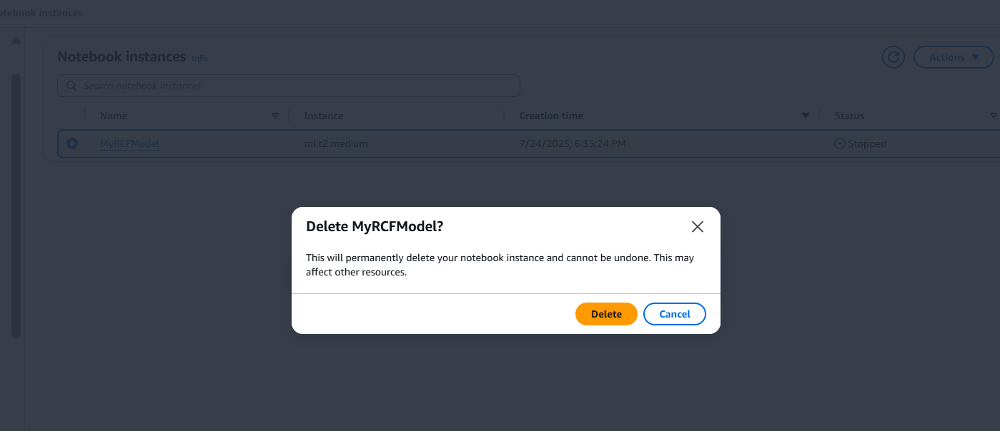 otebook instances
Notebook instances Info
Actions
Search notebook instances
Name Instance Creation time Status
MyRCFModel ml.t2.medium 7/24/2025, 6:35:24 PM Stopped
Delete MyRCFModel?
This will permanently delete your notebook instance and cannot be undone. This may
affect other resources.
Delete Cancel